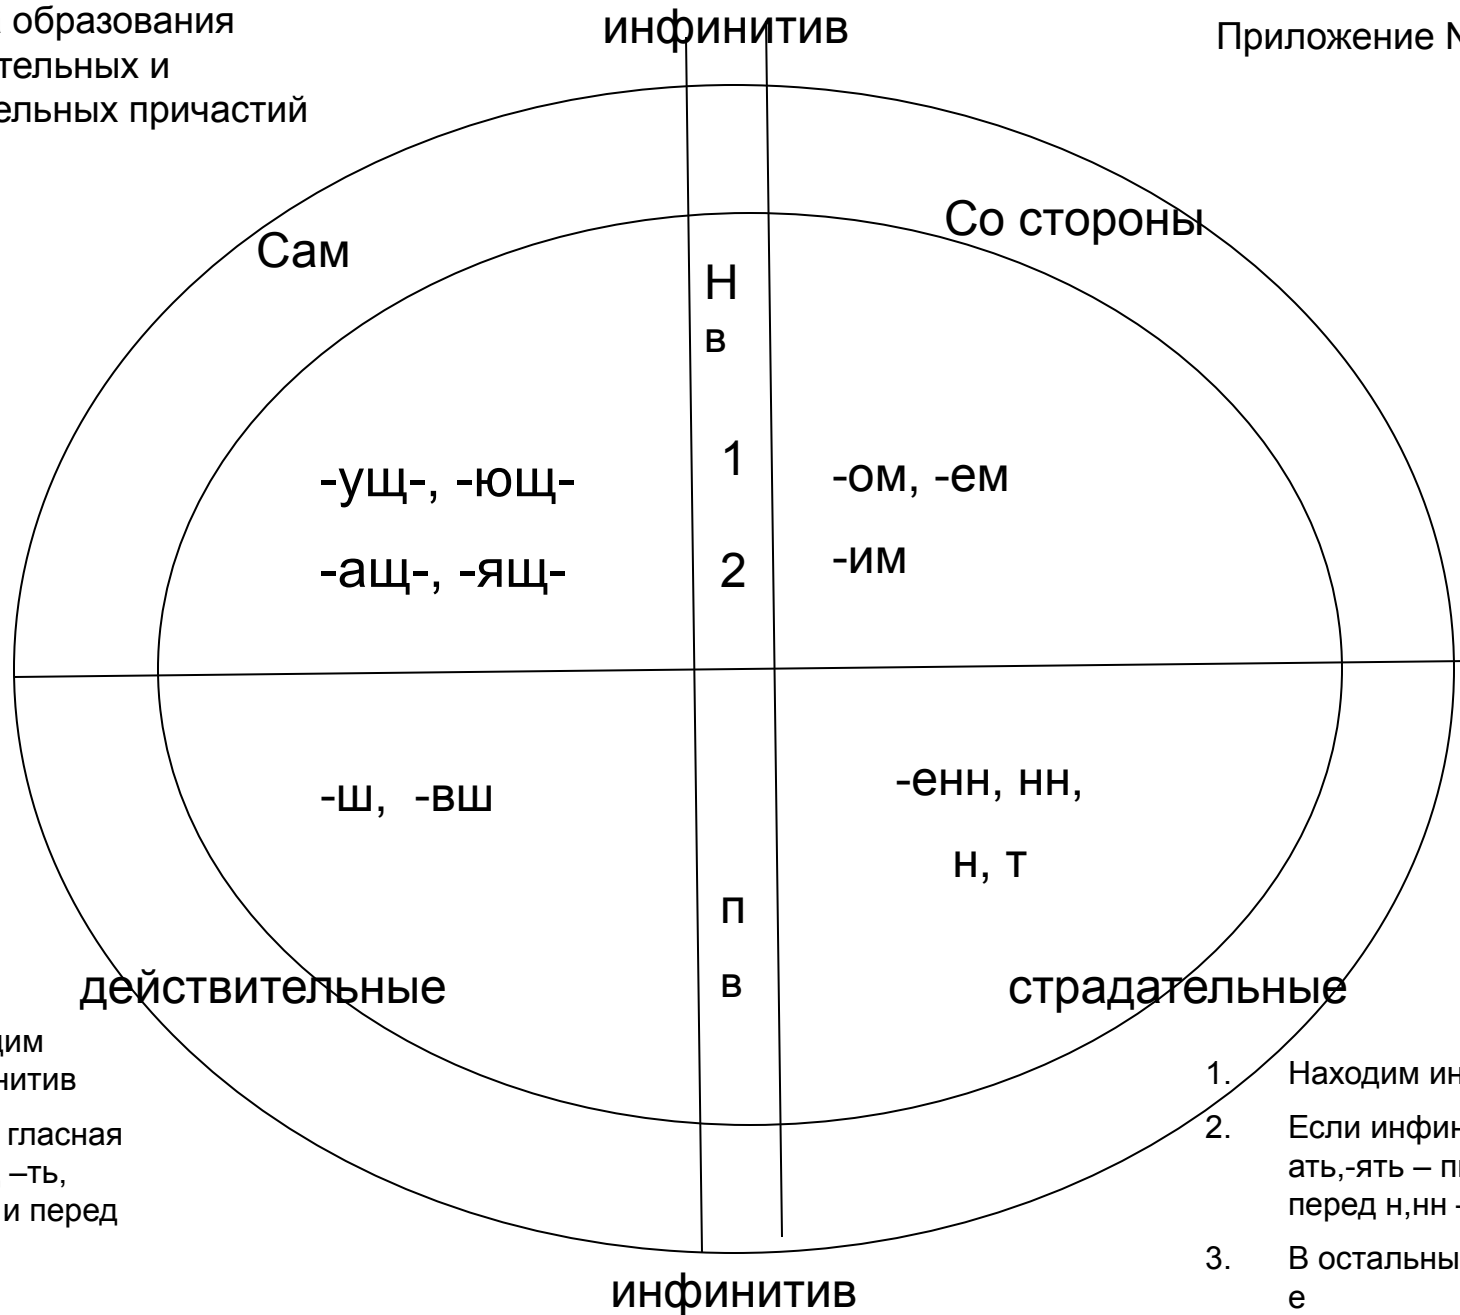 образования
инфинитив
Приложение
тельных и
ельных причастий
Со стороны
Сам
Н
в
-ущ-, -ющ-
1
-ом, -ем
-ащ-, -ящ-
2
-им
-ш, -вш
-енн, нн,
н, т
п
в
действительные
страдательные
дим
нитив
гласная
–ть,
и перед
1. Находим ин
2. Если инфин
ать,-ять – п
перед н,нн -
3. В остальны
е
инфинитив